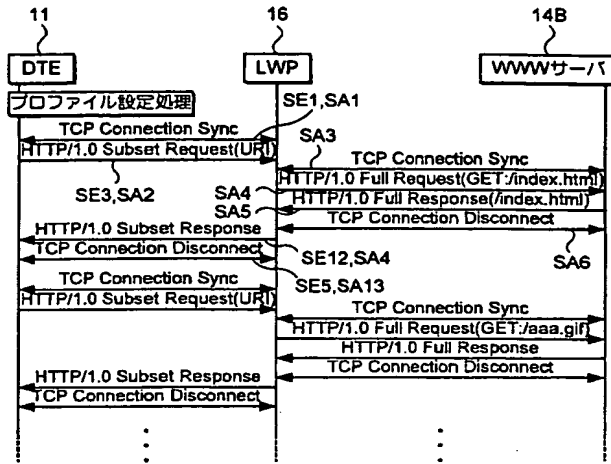 11
16
14B
DTE
LWP
WWWサーバ
プロファイル設定処理
SE1,SA1
TCP Connection Sync
SA3
HTTP/1.0 Subset Request(URI)
TCP Connection Sync
SE3,SA2
SA4
HTTP/1.0 Full Request(GET:/index.html)
SA5
HTTP/1.0 Full Response(/index.html)
TCP Connection Disconnect
HTTP/1.0 Subset Response
SE12,SA4
SA6
TCP Connection Disconnect
SE5,SA13
TCP Connection Sync
HTTP/1.0 Subset Request(URI)
TCP Connection Sync
HTTP/1.0 Full Request(GET:/aaa.gif)
HTTP/1.0 Full Response
TCP Connection Disconnect
HTTP/1.0 Subset Response
TCP Connection Disconnect